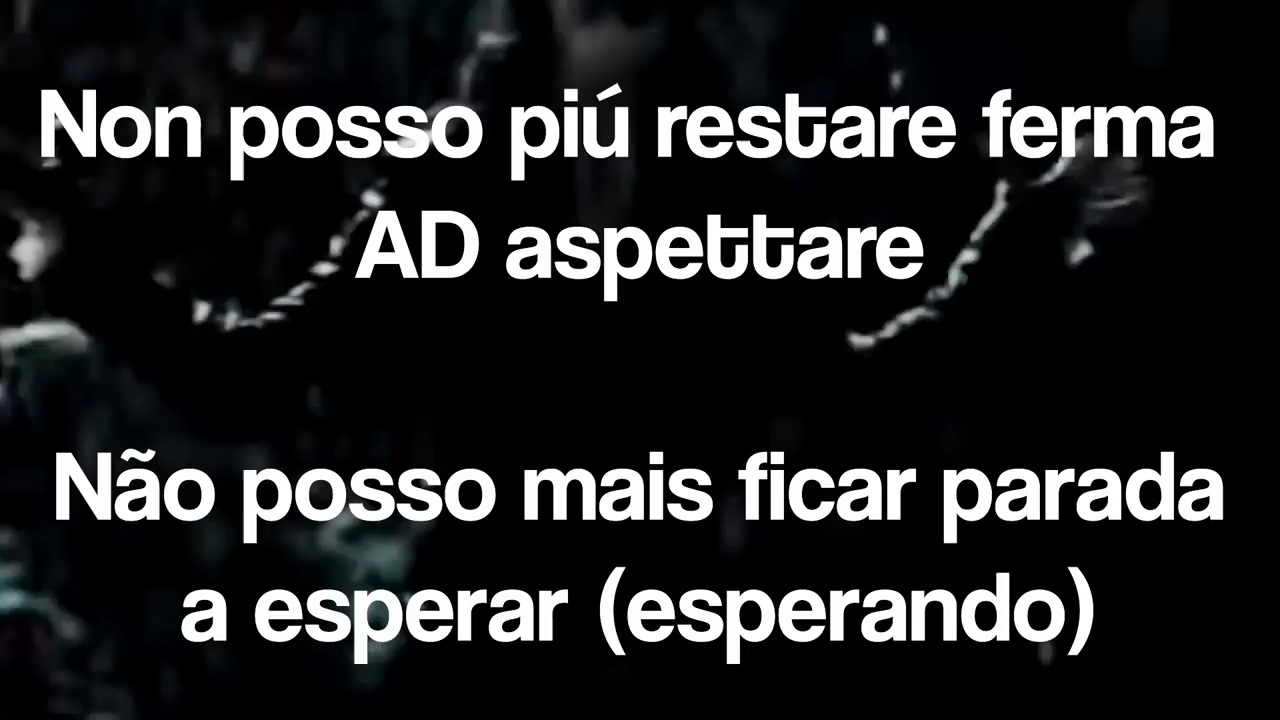 Non posso piú restare ferma
AD aspettare
Não posso mais ficar parada
a esperar (esperando)